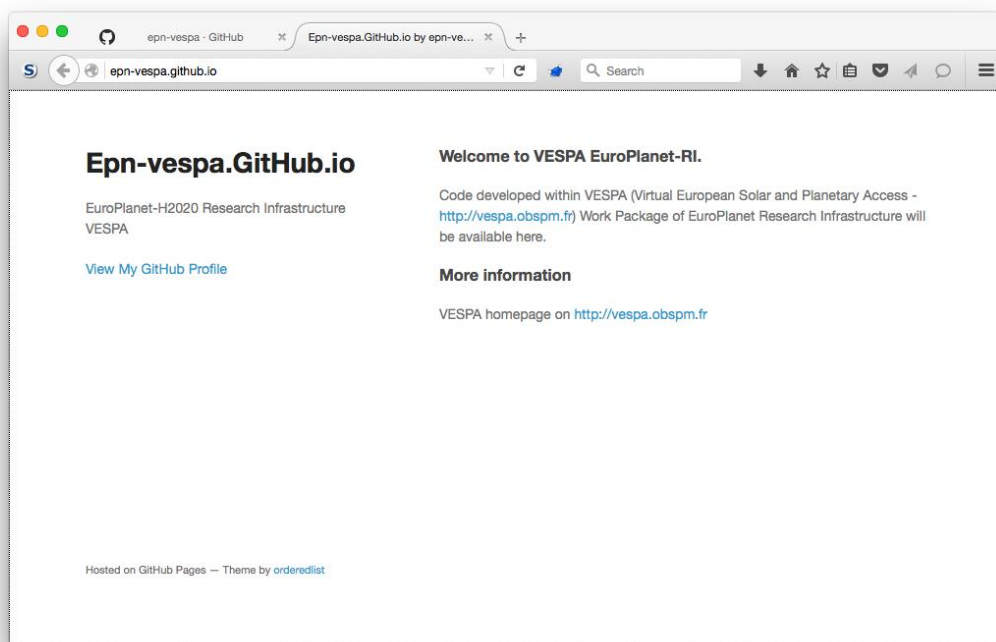 epn-vespa · GitHub
Epn-vespa.GitHub.io by epn-ve...
S
epn-vespa.github.io
Search
Epn-vespa.GitHub.io
EuroPlanet-H2020 Research Infrastructure
VESPA
View My GitHub Profile
Welcome to VESPA EuroPlanet-RI.
Code developed within VESPA (Virtual European Solar and Planetary Access -
http://vespa.obspm.fr) Work Package of EuroPlanet Research Infrastructure will
be available here.
More information
VESPA homepage on http://vespa.obspm.fr
Hosted on GitHub Pages — Theme by orderedlist